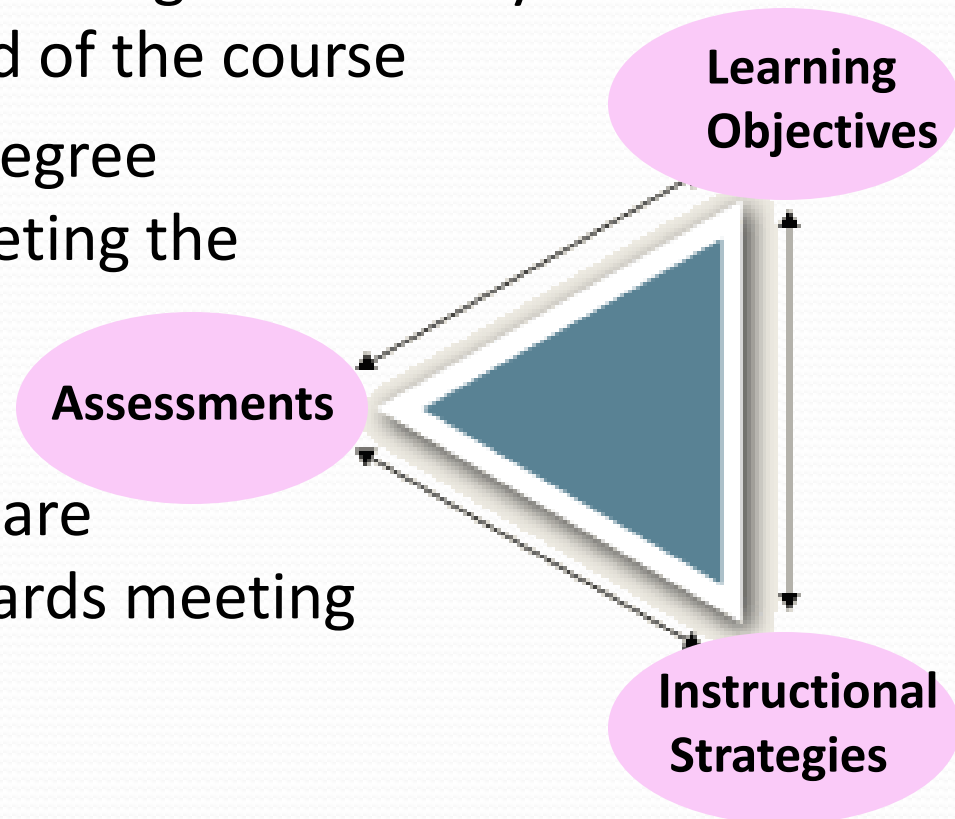 d of the course
egree
eting the
are
ards meeting
Learning
Objectives
Assessments
Instructional
Strategies